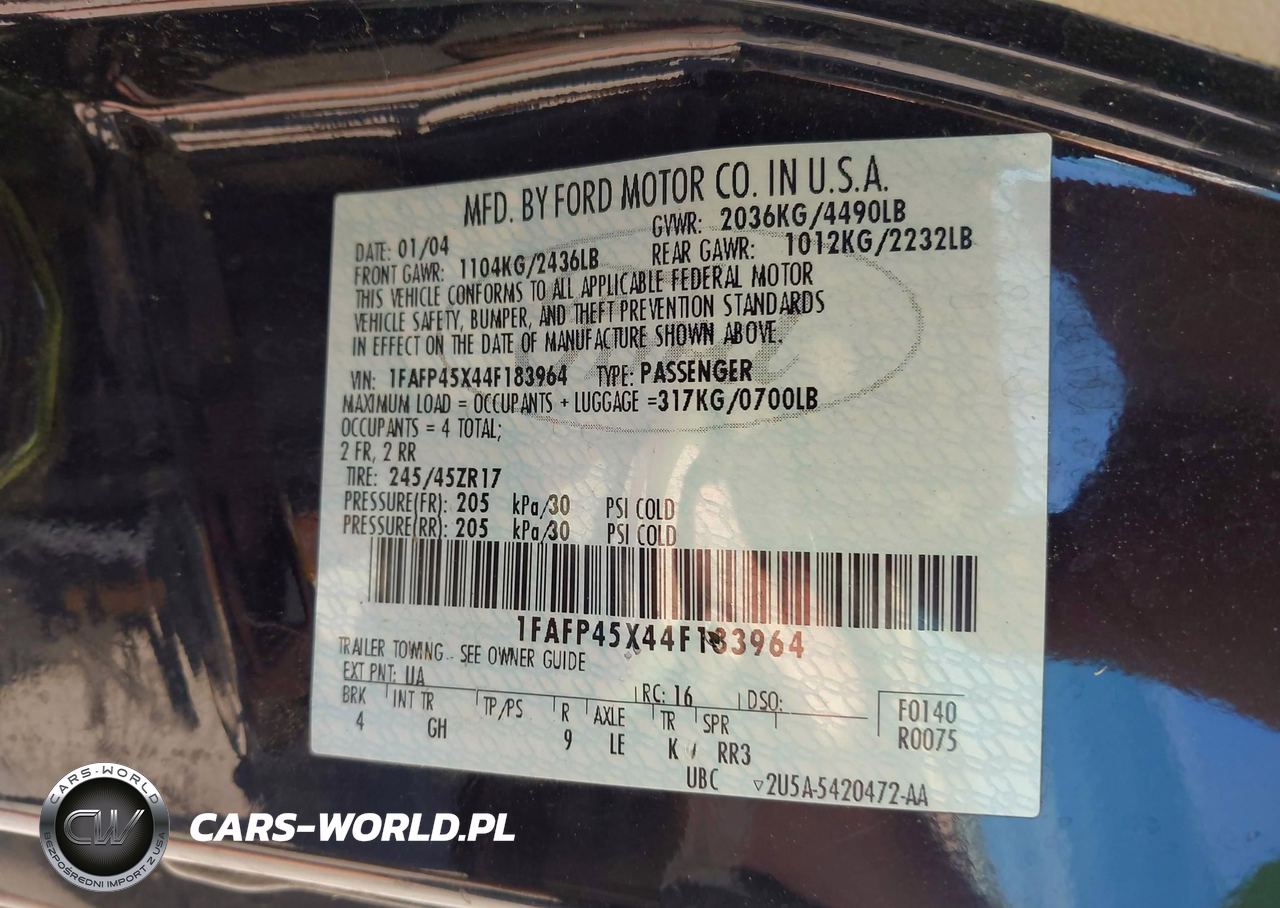 MFD. BY FORD MOTOR CO. IN U.S.A.
DATE: 01/04 GVWR: 2036KG/4490LB
FRONT GAWR: 1104KG/2436LB REAR GAWR: 1012KG/2232LB
THIS VEHICLE CONFORMS TO ALL APPLICABLE FEDERAL MOTOR
VEHICLE SAFETY, BUMPER, AND THEFT PREVENTION STANDARDS
IN EFFECT ON THE DATE OF MANUFACTURE SHOWN ABOVE.
VIN: 1FAFP45X44F183964 TYPE: PASSENGER
MAXIMUM LOAD = OCCUPANTS + LUGGAGE =317KG/0700LB
OCCUPANTS = 4 TOTAL;
2 FR, 2 RR
TIRE: 245/45ZR17
PRESSURE(FR): 205 kPa/30 PSI COLD
PRESSURE(RR): 205 kPa/30 PSI COLD
1FAFP45X44F183964
TRAILER TOWING - SEE OWNER GUIDE
EXT PNT: UA RC: 16 DSO:
BRK INT TR TP/PS R AXLE TR SPR F0140
4 GH 9 LE K RR3 R0075
UBC ▽2U5A-5420472-AA
CARS-WORLD
CW
BEZPOŚREDNI IMPORT Z USA
CARS-WORLD.PL